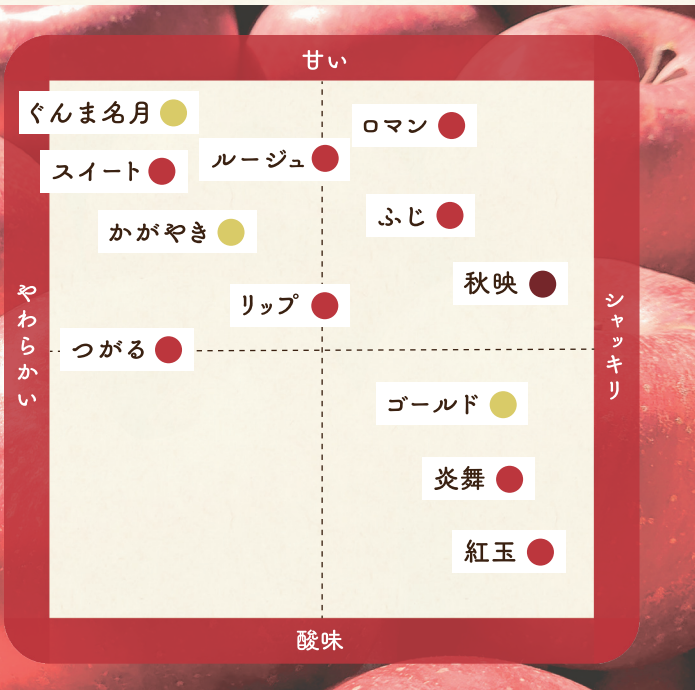 甘い
ぐんま名月
ロマン
ルージュ
スイート
ふじ
かがやき
秋映
リップ
やわらかい
シャッキリ
つがる
ゴールド
炎舞
紅玉
酸味